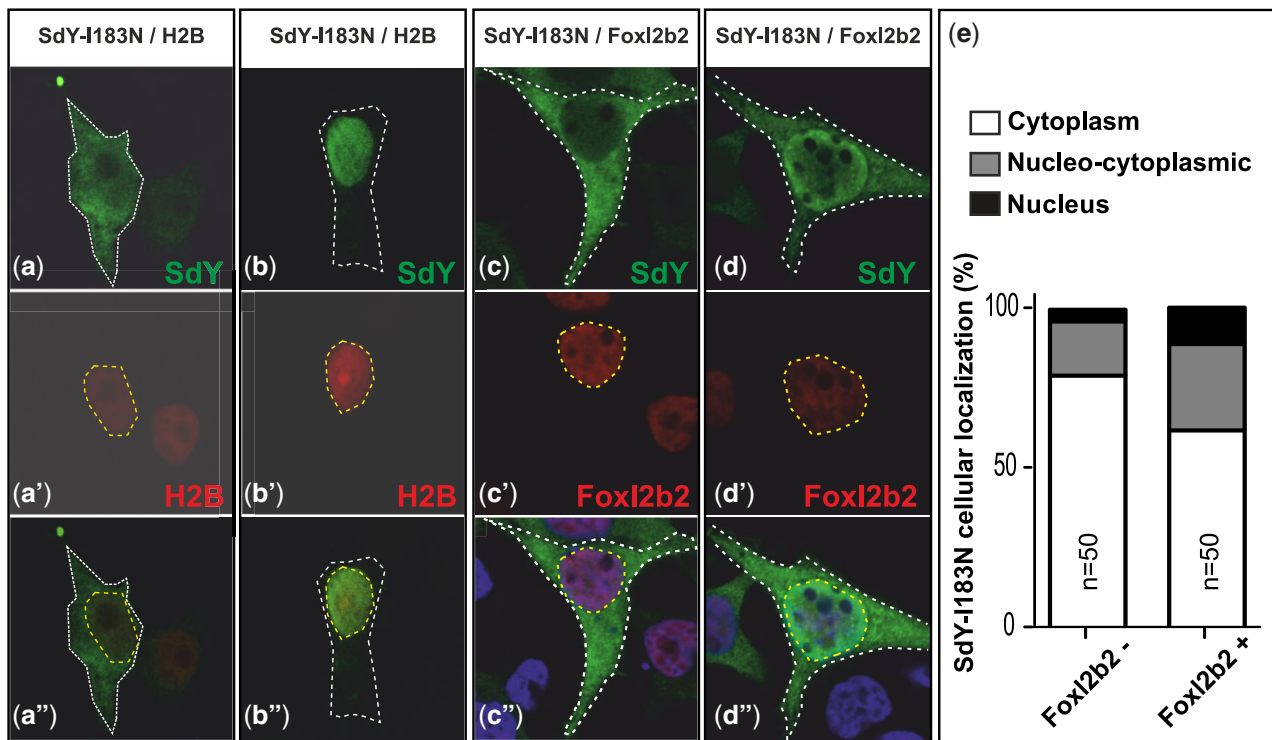 SdY-I183N / H2B
SdY-I183N / H2B
SdY-I183N / Foxl2b2
SdY-I183N / Foxl2b2
(a) SdY
(b) SdY
(c) SdY
(d) SdY
(a') H2B
(b') H2B
(c') Foxl2b2
(d') Foxl2b2
(a'')
(b'')
(c'')
(d'')
(e)
Cytoplasm
Nucleo-cytoplasmic
Nucleus
SdY-I183N cellular localization (%)
100
50
0
n=50
n=50
Foxl2b2 -
Foxl2b2 +